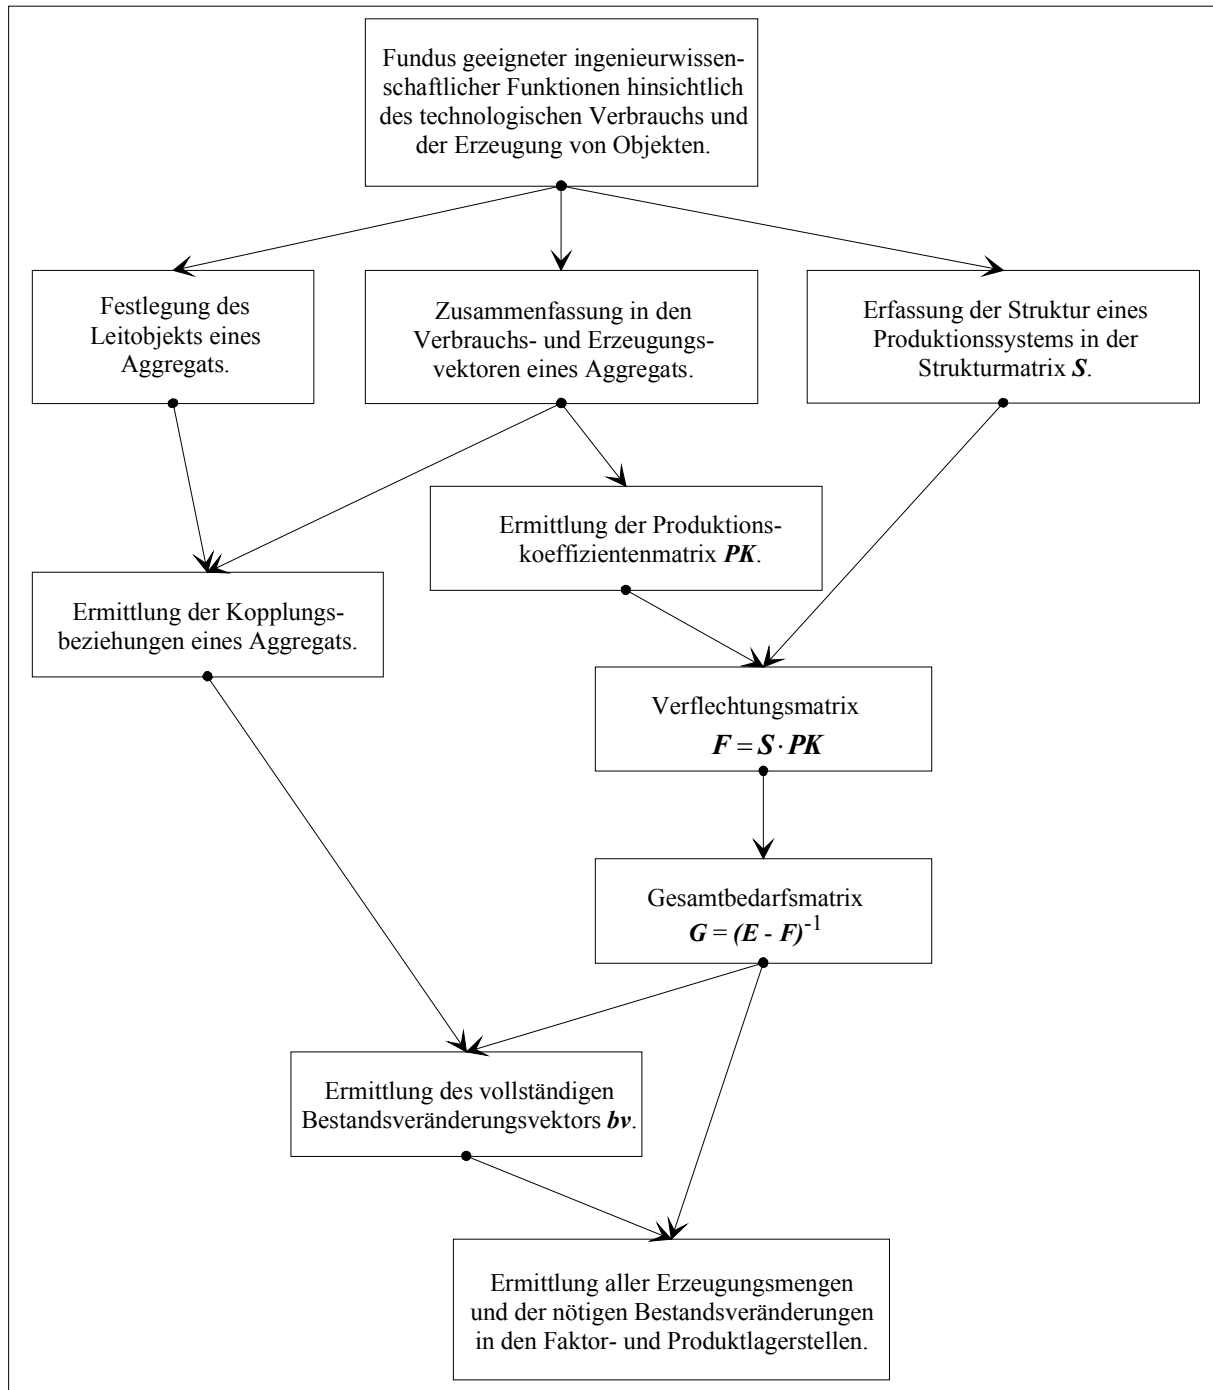 Fundus geeigneter ingenieurwissen-
schaftlicher Funktionen hinsichtlich
des technologischen Verbrauchs und
der Erzeugung von Objekten.
Festlegung des
Leitobjekts eines
Aggregats.
Zusammenfassung in den
Verbrauchs- und Erzeugungs-
vektoren eines Aggregats.
Erfassung der Struktur eines
Produktionssystems in der
Strukturmatrix S.
Ermittlung der Produktions-
koeffizientenmatrix PK.
Ermittlung der Kopplungs-
beziehungen eines Aggregats.
Verflechtungsmatrix
F = S · PK
Gesamtbedarfsmatrix
G = (E - F)⁻¹
Ermittlung des vollständigen
Bestandsveränderungsvektors bv.
Ermittlung aller Erzeugungsmengen
und der nötigen Bestandsveränderungen
in den Faktor- und Produktlagerstellen.